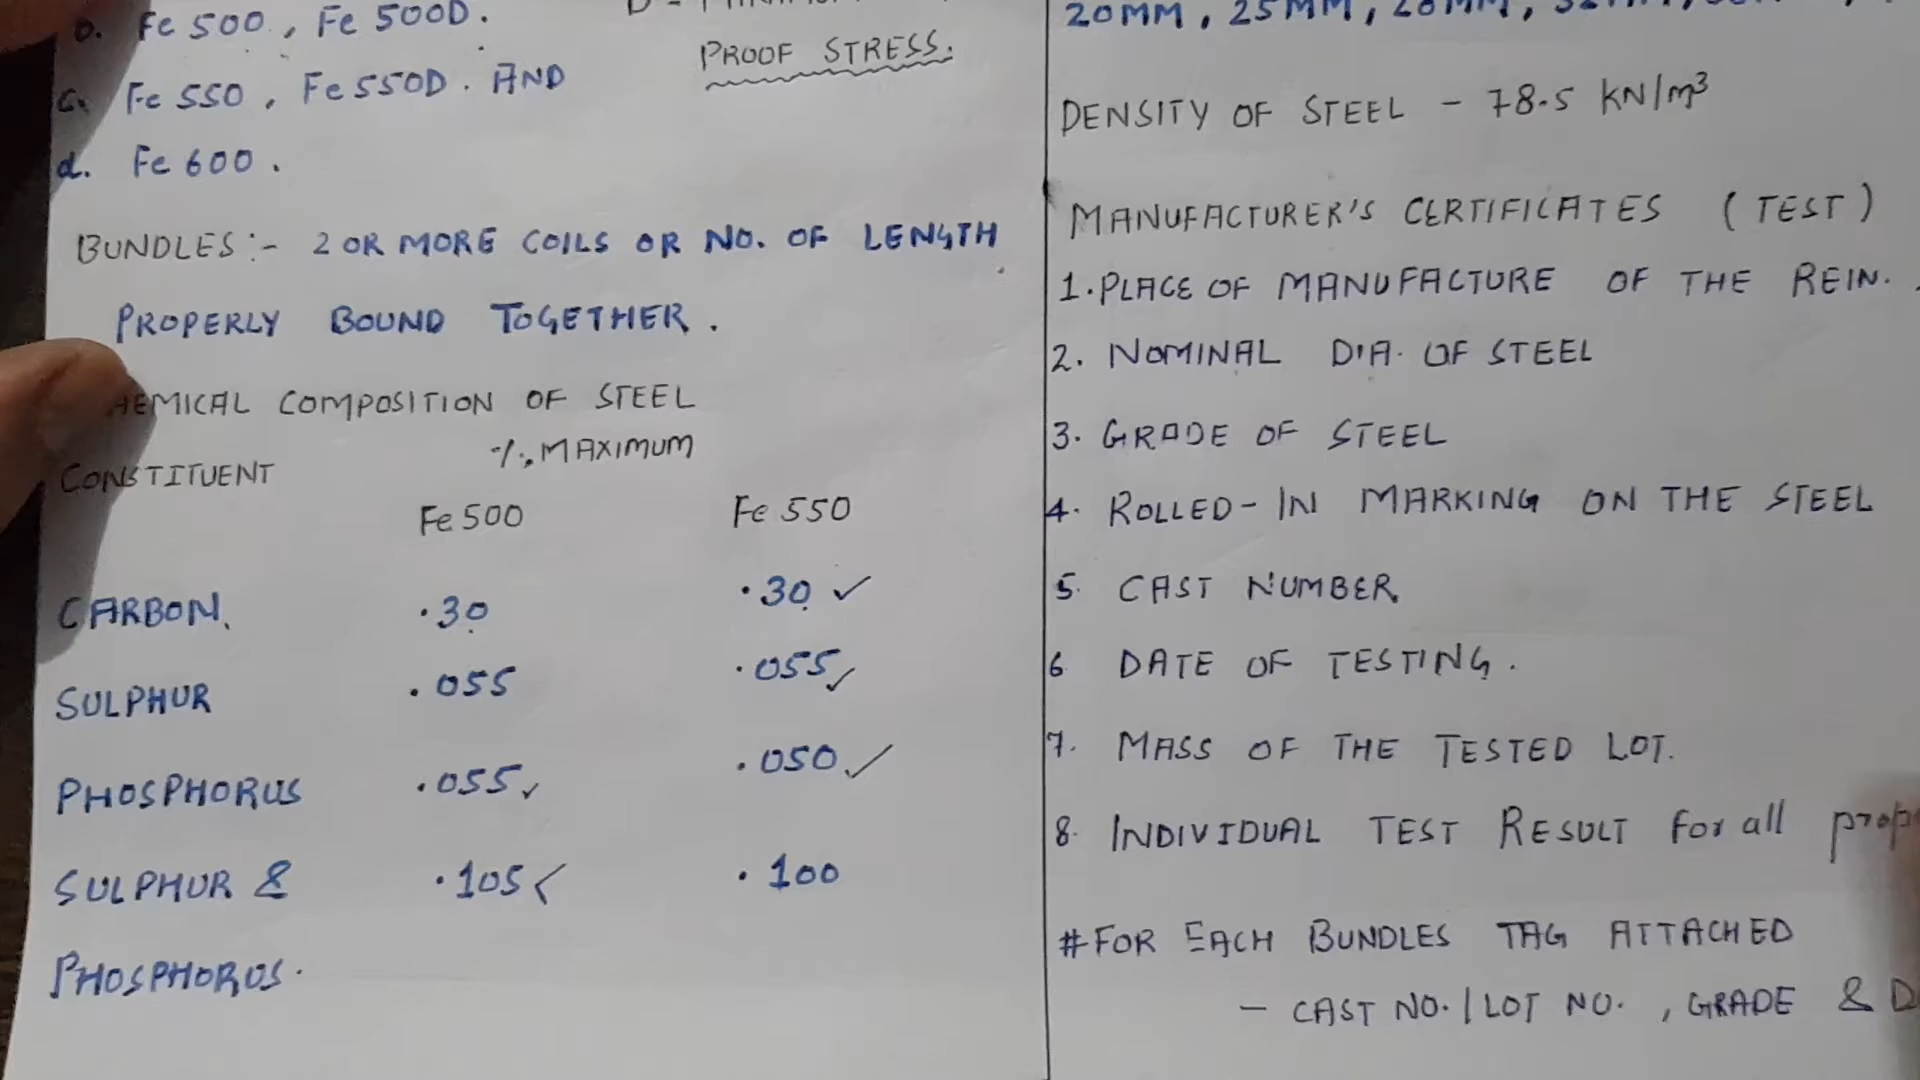 b. Fe 500, Fe 500D.
PROOF STRESS.
c. Fe 550, Fe 550D. AND
d. Fe 600.
BUNDLES:- 2 OR MORE COILS OR NO. OF LENGTH
PROPERLY BOUND TOGETHER.
HEMICAL COMPOSITION OF STEEL
%. MAXIMUM
CONSTITUENT
Fe 500 Fe 550
CARBON. .30 .30 ✓
SULPHUR .055 .055 ✓
PHOSPHORUS .055 ✓ .050 ✓
SULPHUR & .105 < .100
PHOSPHORUS.
20MM, 25MM,
DENSITY OF STEEL - 78.5 KN/m³
MANUFACTURER'S CERTIFICATES (TEST)
1. PLACE OF MANUFACTURE OF THE REIN.
2. NOMINAL DIA. OF STEEL
3. GRADE OF STEEL
4. ROLLED-IN MARKING ON THE STEEL
5. CAST NUMBER.
6 DATE OF TESTING.
7. MASS OF THE TESTED LOT.
8. INDIVIDUAL TEST RESULT for all prop
# FOR EACH BUNDLES TAG ATTACHED
- CAST NO. / LOT NO., GRADE & D